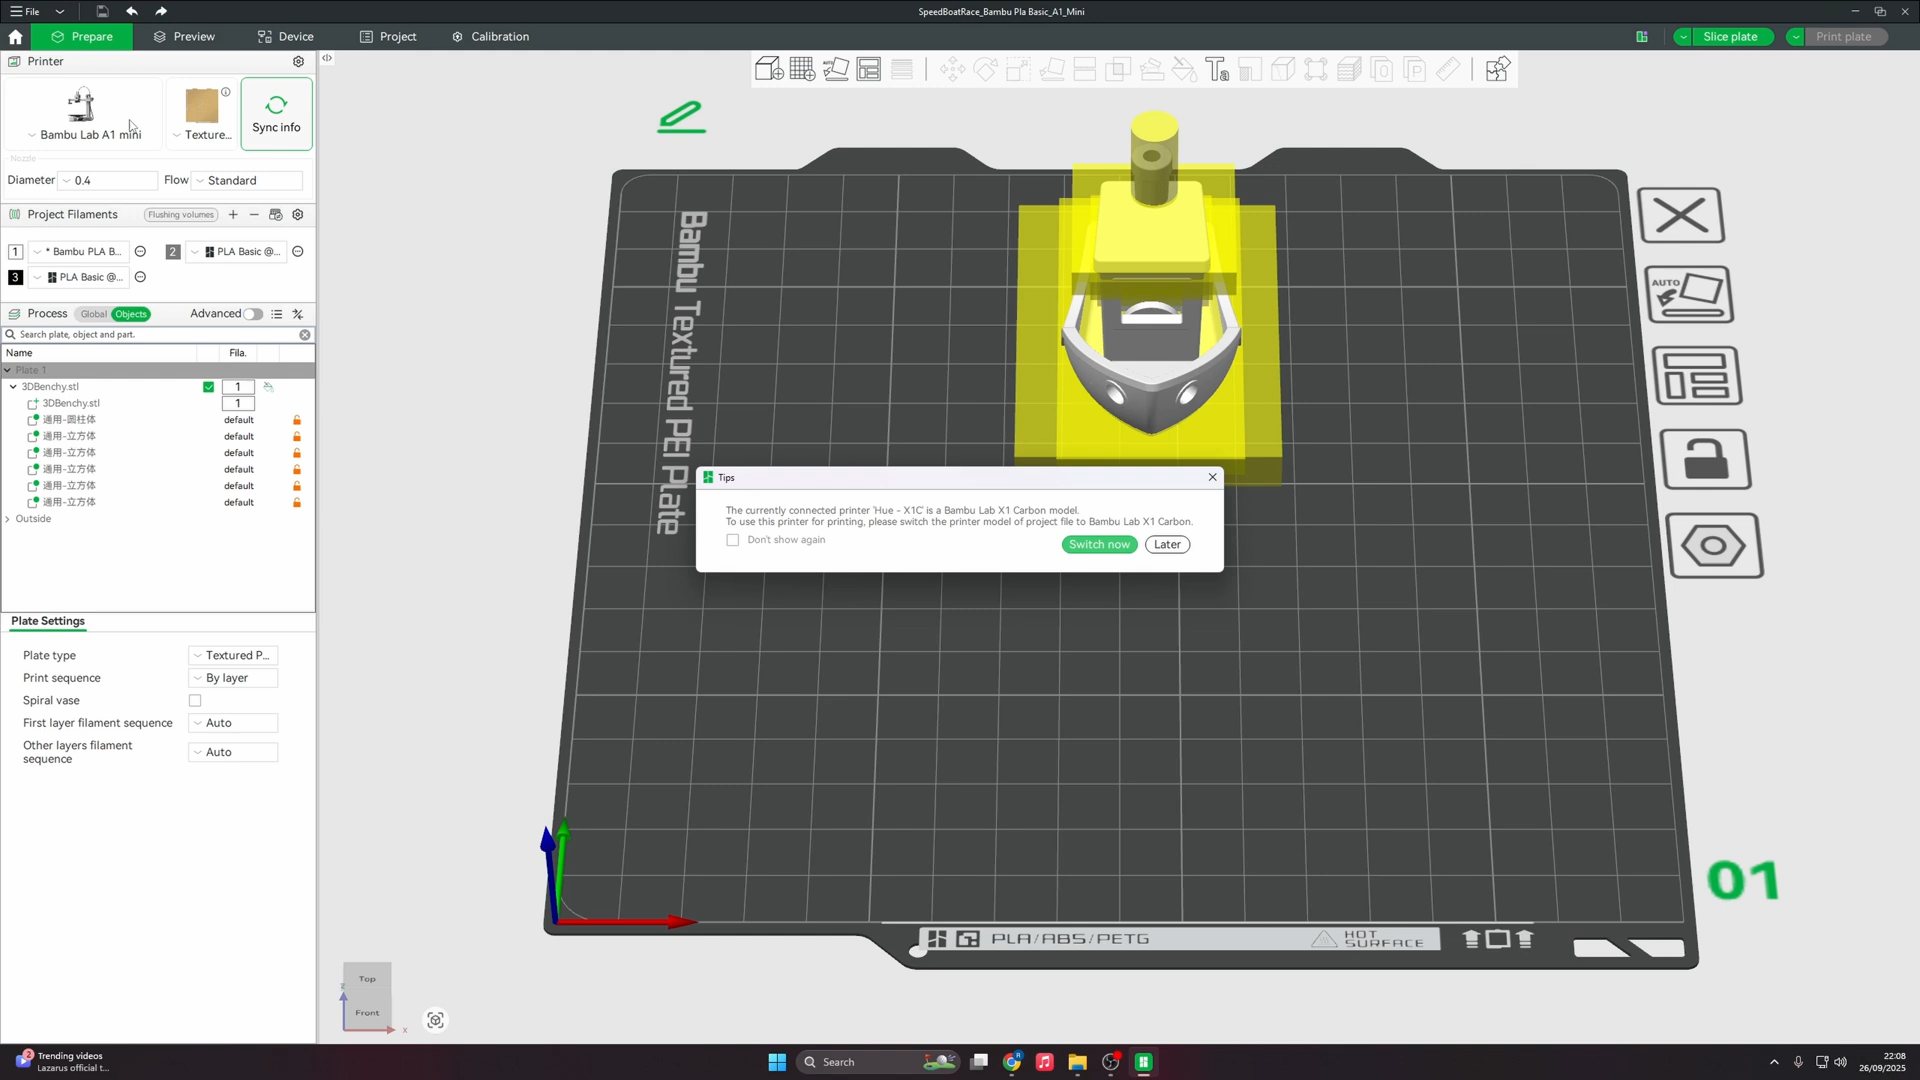 File
SpeedBoatRace_Bambu Pla Basic_A1_Mini
Prepare
Preview
Device
Project
Calibration
Slice plate
Print plate
Printer
Bambu Lab A1 mini
Texture...
Sync info
Nozzle
Diameter
0.4
Flow
Standard
Project Filaments
Flushing volumes
1
* Bambu PLA B...
2
PLA Basic @...
3
PLA Basic @...
Process
Global
Objects
Advanced
Search plate, object and part.
Name
Fila.
Plate 1
3DBenchy.stl
1
3DBenchy.stl
1
通用-圆柱体
default
通用-立方体
default
通用-立方体
default
通用-立方体
default
通用-立方体
default
通用-立方体
default
Outside
Plate Settings
Plate type
Textured P...
Print sequence
By layer
Spiral vase
First layer filament sequence
Auto
Other layers filament
sequence
Auto
Bambu Textured PEI Plate
AUTO
Tips
The currently connected printer 'Hue - X1C' is a Bambu Lab X1 Carbon model.
To use this printer for printing, please switch the printer model of project file to Bambu Lab X1 Carbon.
Don't show again
Switch now
Later
01
PLA/ABS/PETG
HOT
SURFACE
Top
Front
z
x
2
Trending videos
Lazarus official t...
Search
22:08
26/09/2025